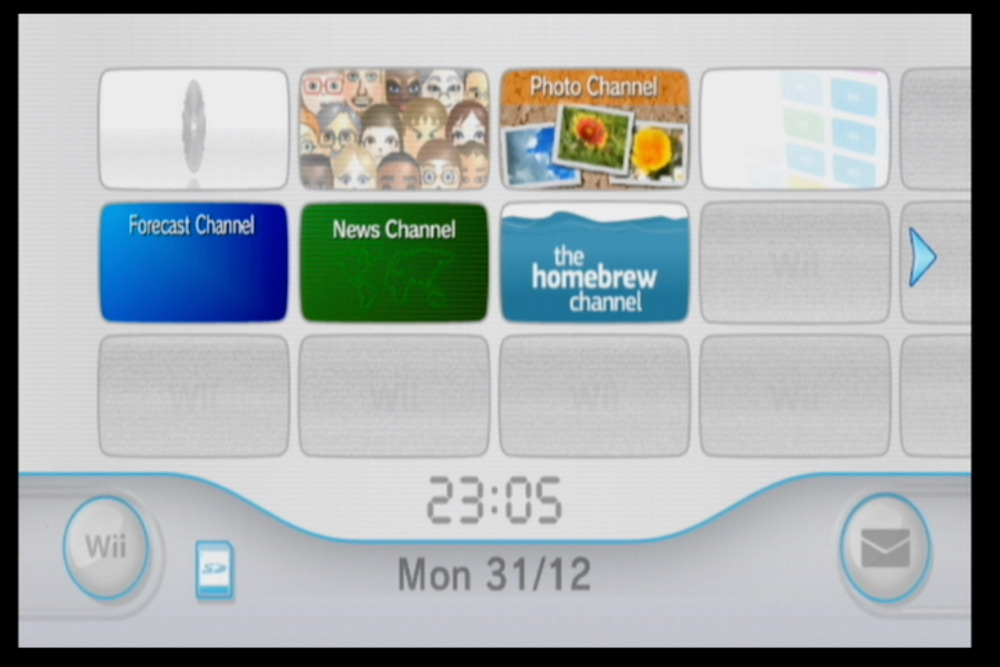 Photo Channel
Forecast Channel
News Channel
the
homebrew
channel
Wii
Wii
Wii
Wii
Wii
23:05
Wii
SD
Mon 31/12